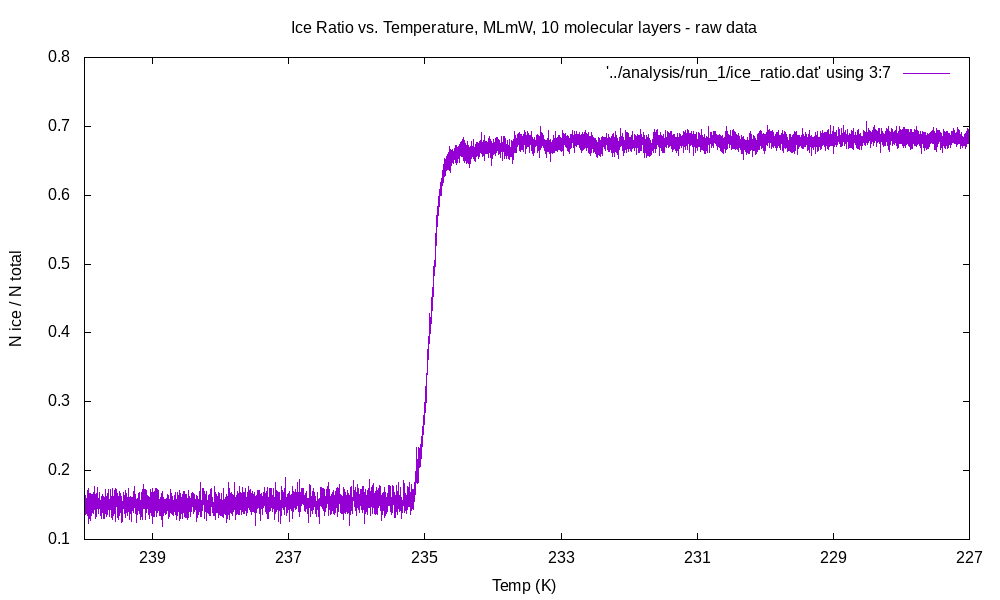 Ice Ratio vs. Temperature, MLmW, 10 molecular layers - raw data
'../analysis/run_1/ice_ratio.dat' using 3:7
0.8
0.7
0.6
0.5
0.4
0.3
0.2
0.1
N ice / N total
239 237 235 233 231 229 227
Temp (K)